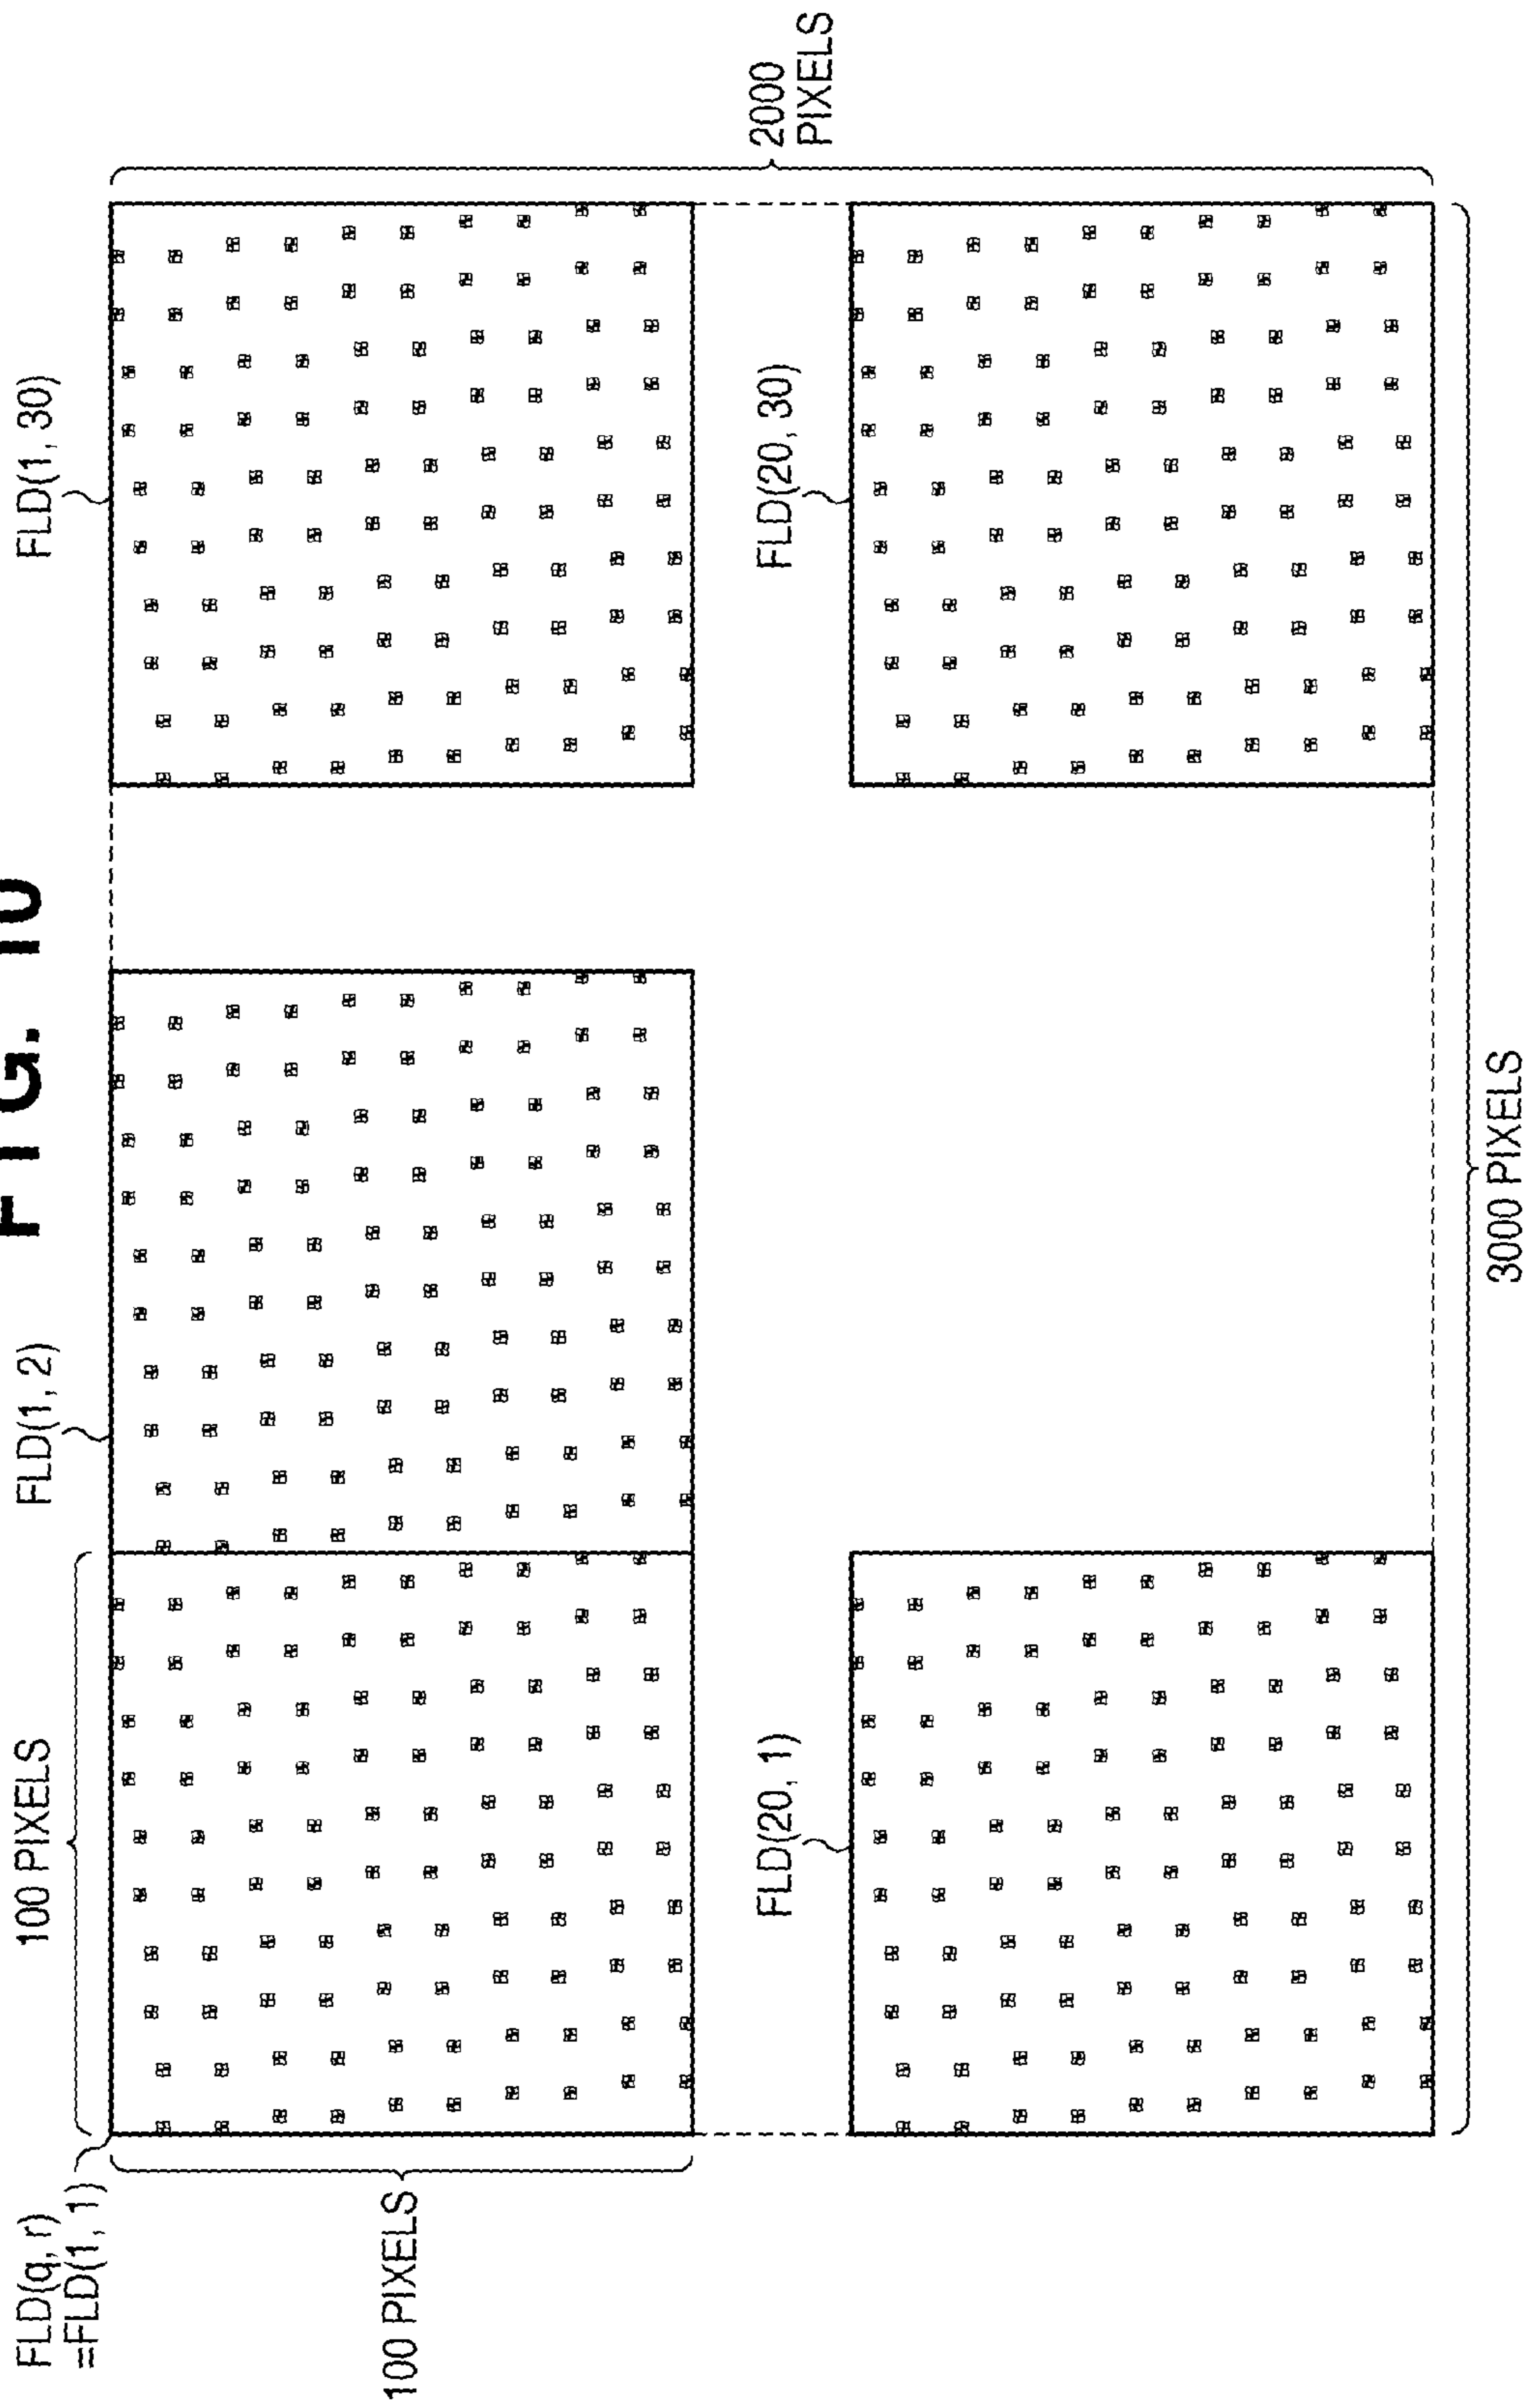 FIG. 10
FLD(q, r)
=FLD(1, 1)
100 PIXELS
FLD(1, 2)
FLD(1, 30)
100 PIXELS
2000
PIXELS
FLD(20, 1)
FLD(20, 30)
3000 PIXELS